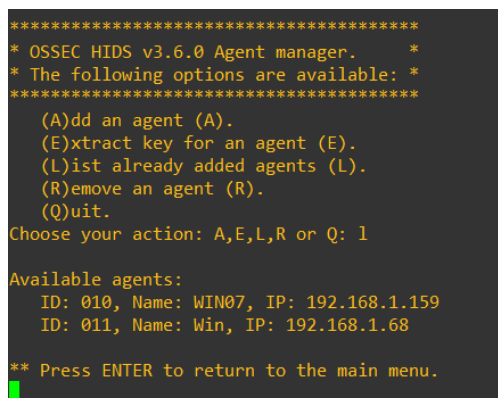 ****************************************
* OSSEC HIDS v3.6.0 Agent manager.     *
* The following options are available: *
****************************************
   (A)dd an agent (A).
   (E)xtract key for an agent (E).
   (L)ist already added agents (L).
   (R)emove an agent (R).
   (Q)uit.
Choose your action: A,E,L,R or Q: l
Available agents:
   ID: 010, Name: WIN07, IP: 192.168.1.159
   ID: 011, Name: Win, IP: 192.168.1.68
** Press ENTER to return to the main menu.